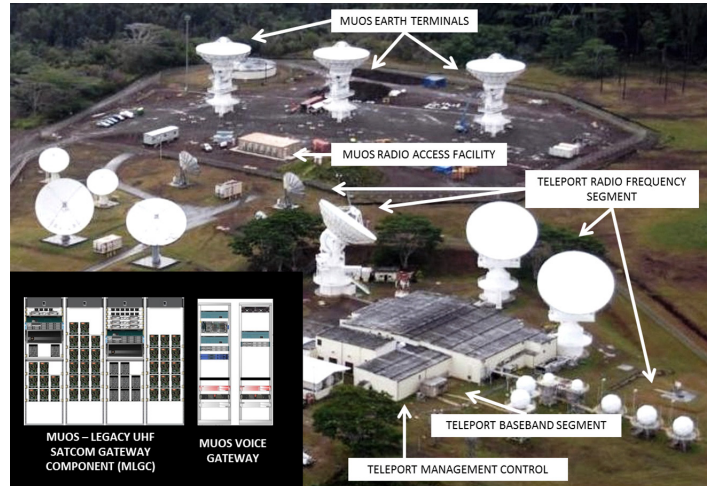 MUOS EARTH TERMINALS
MUOS RADIO ACCESS FACILITY
TELEPORT RADIO FREQUENCY
SEGMENT
TELEPORT BASEBAND SEGMENT
TELEPORT MANAGEMENT CONTROL
MUOS – LEGACY UHF
SATCOM GATEWAY
COMPONENT (MLGC)
MUOS VOICE
GATEWAY